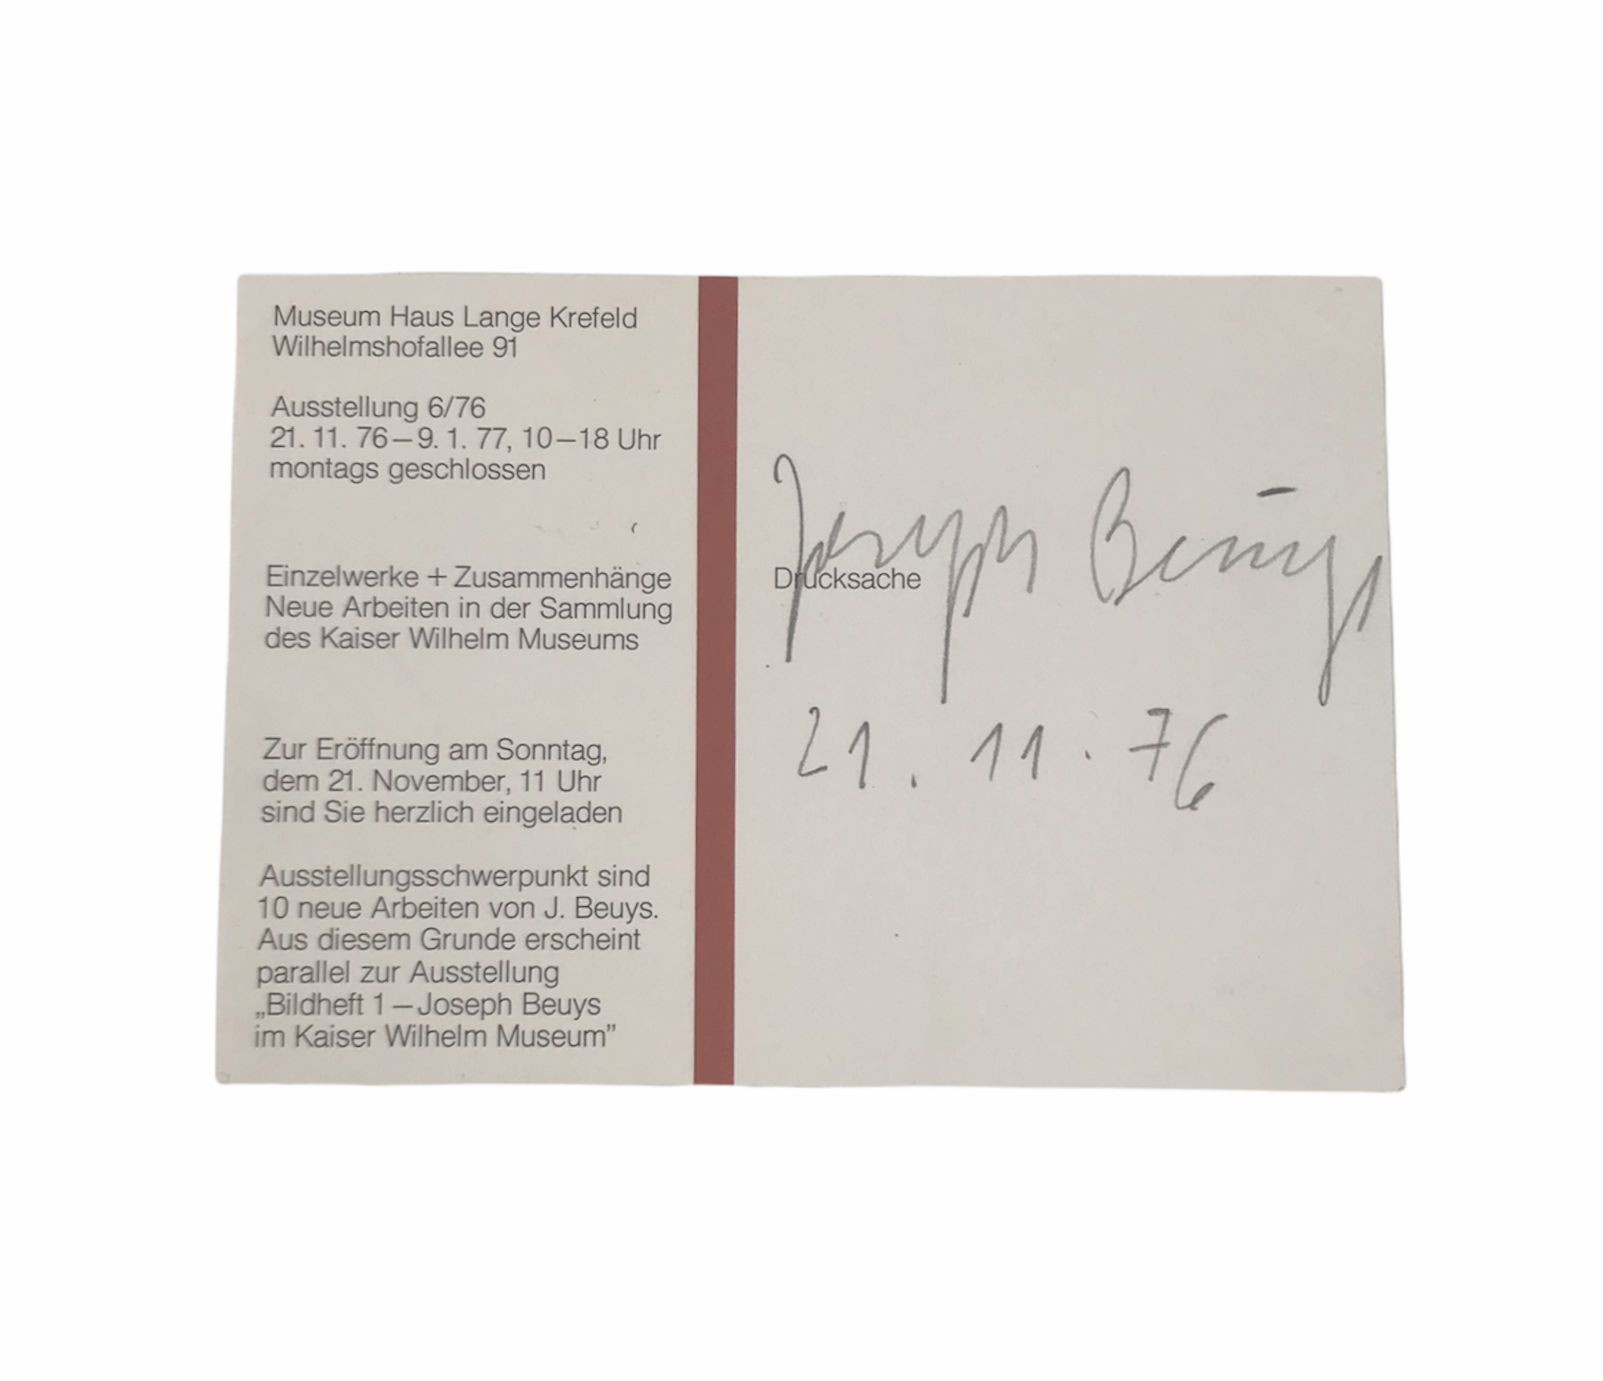 Museum Haus Lange Krefeld
Wilhelmshofallee 91
Ausstellung 6/76
21. 11. 76–9. 1. 77, 10–18 Uhr
montags geschlossen
Einzelwerke + Zusammenhänge
Neue Arbeiten in der Sammlung
des Kaiser Wilhelm Museums
Zur Eröffnung am Sonntag,
dem 21. November, 11 Uhr
sind Sie herzlich eingeladen
Ausstellungsschwerpunkt sind
10 neue Arbeiten von J. Beuys.
Aus diesem Grunde erscheint
parallel zur Ausstellung
„Bildheft 1 – Joseph Beuys
im Kaiser Wilhelm Museum”
Joseph Beuys
Drucksache
21. 11. 76